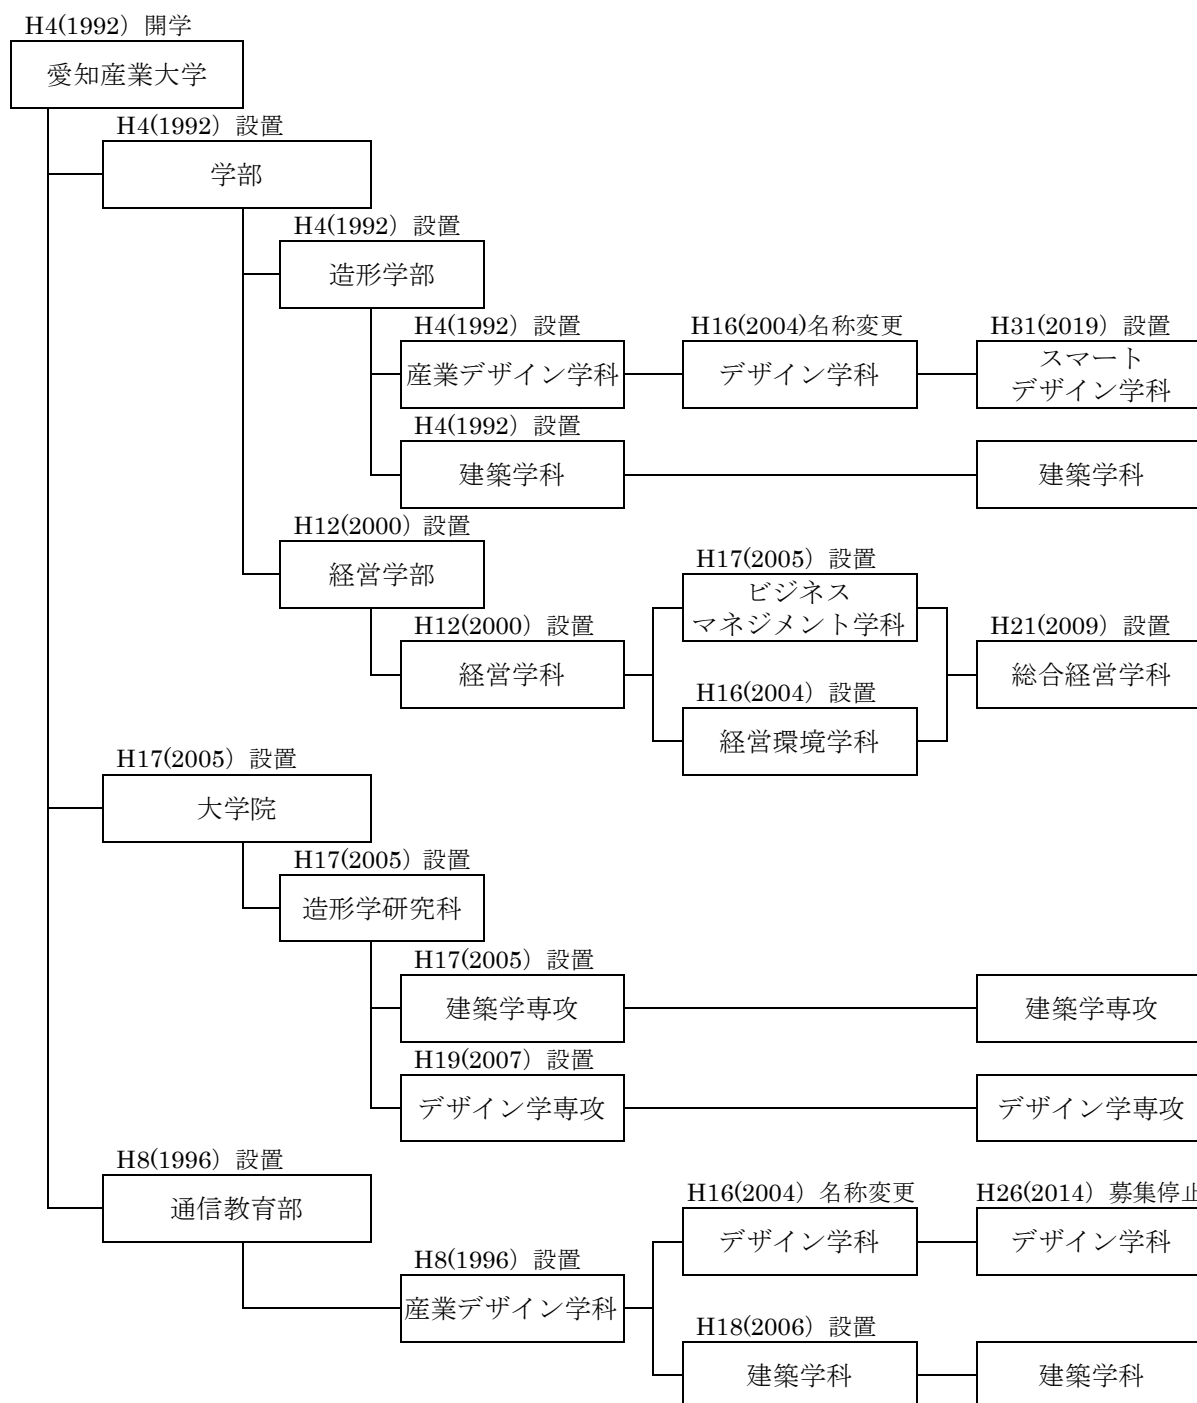 H4(1992）開学
愛知産業大学
H4(1992）設置
学部
H4(1992）設置
造形学部
H4(1992）設置
産業デザイン学科
H16(2004)名称変更
デザイン学科
H31(2019）設置
スマート
デザイン学科
H4(1992）設置
建築学科
建築学科
H12(2000）設置
経営学部
H12(2000）設置
経営学科
H17(2005）設置
ビジネス
マネジメント学科
H16(2004）設置
経営環境学科
H21(2009）設置
総合経営学科
H17(2005）設置
大学院
H17(2005）設置
造形学研究科
H17(2005）設置
建築学専攻
建築学専攻
H19(2007）設置
デザイン学専攻
デザイン学専攻
H8(1996）設置
通信教育部
H8(1996）設置
産業デザイン学科
H16(2004）名称変更
デザイン学科
H26(2014）募集停止
デザイン学科
H18(2006）設置
建築学科
建築学科